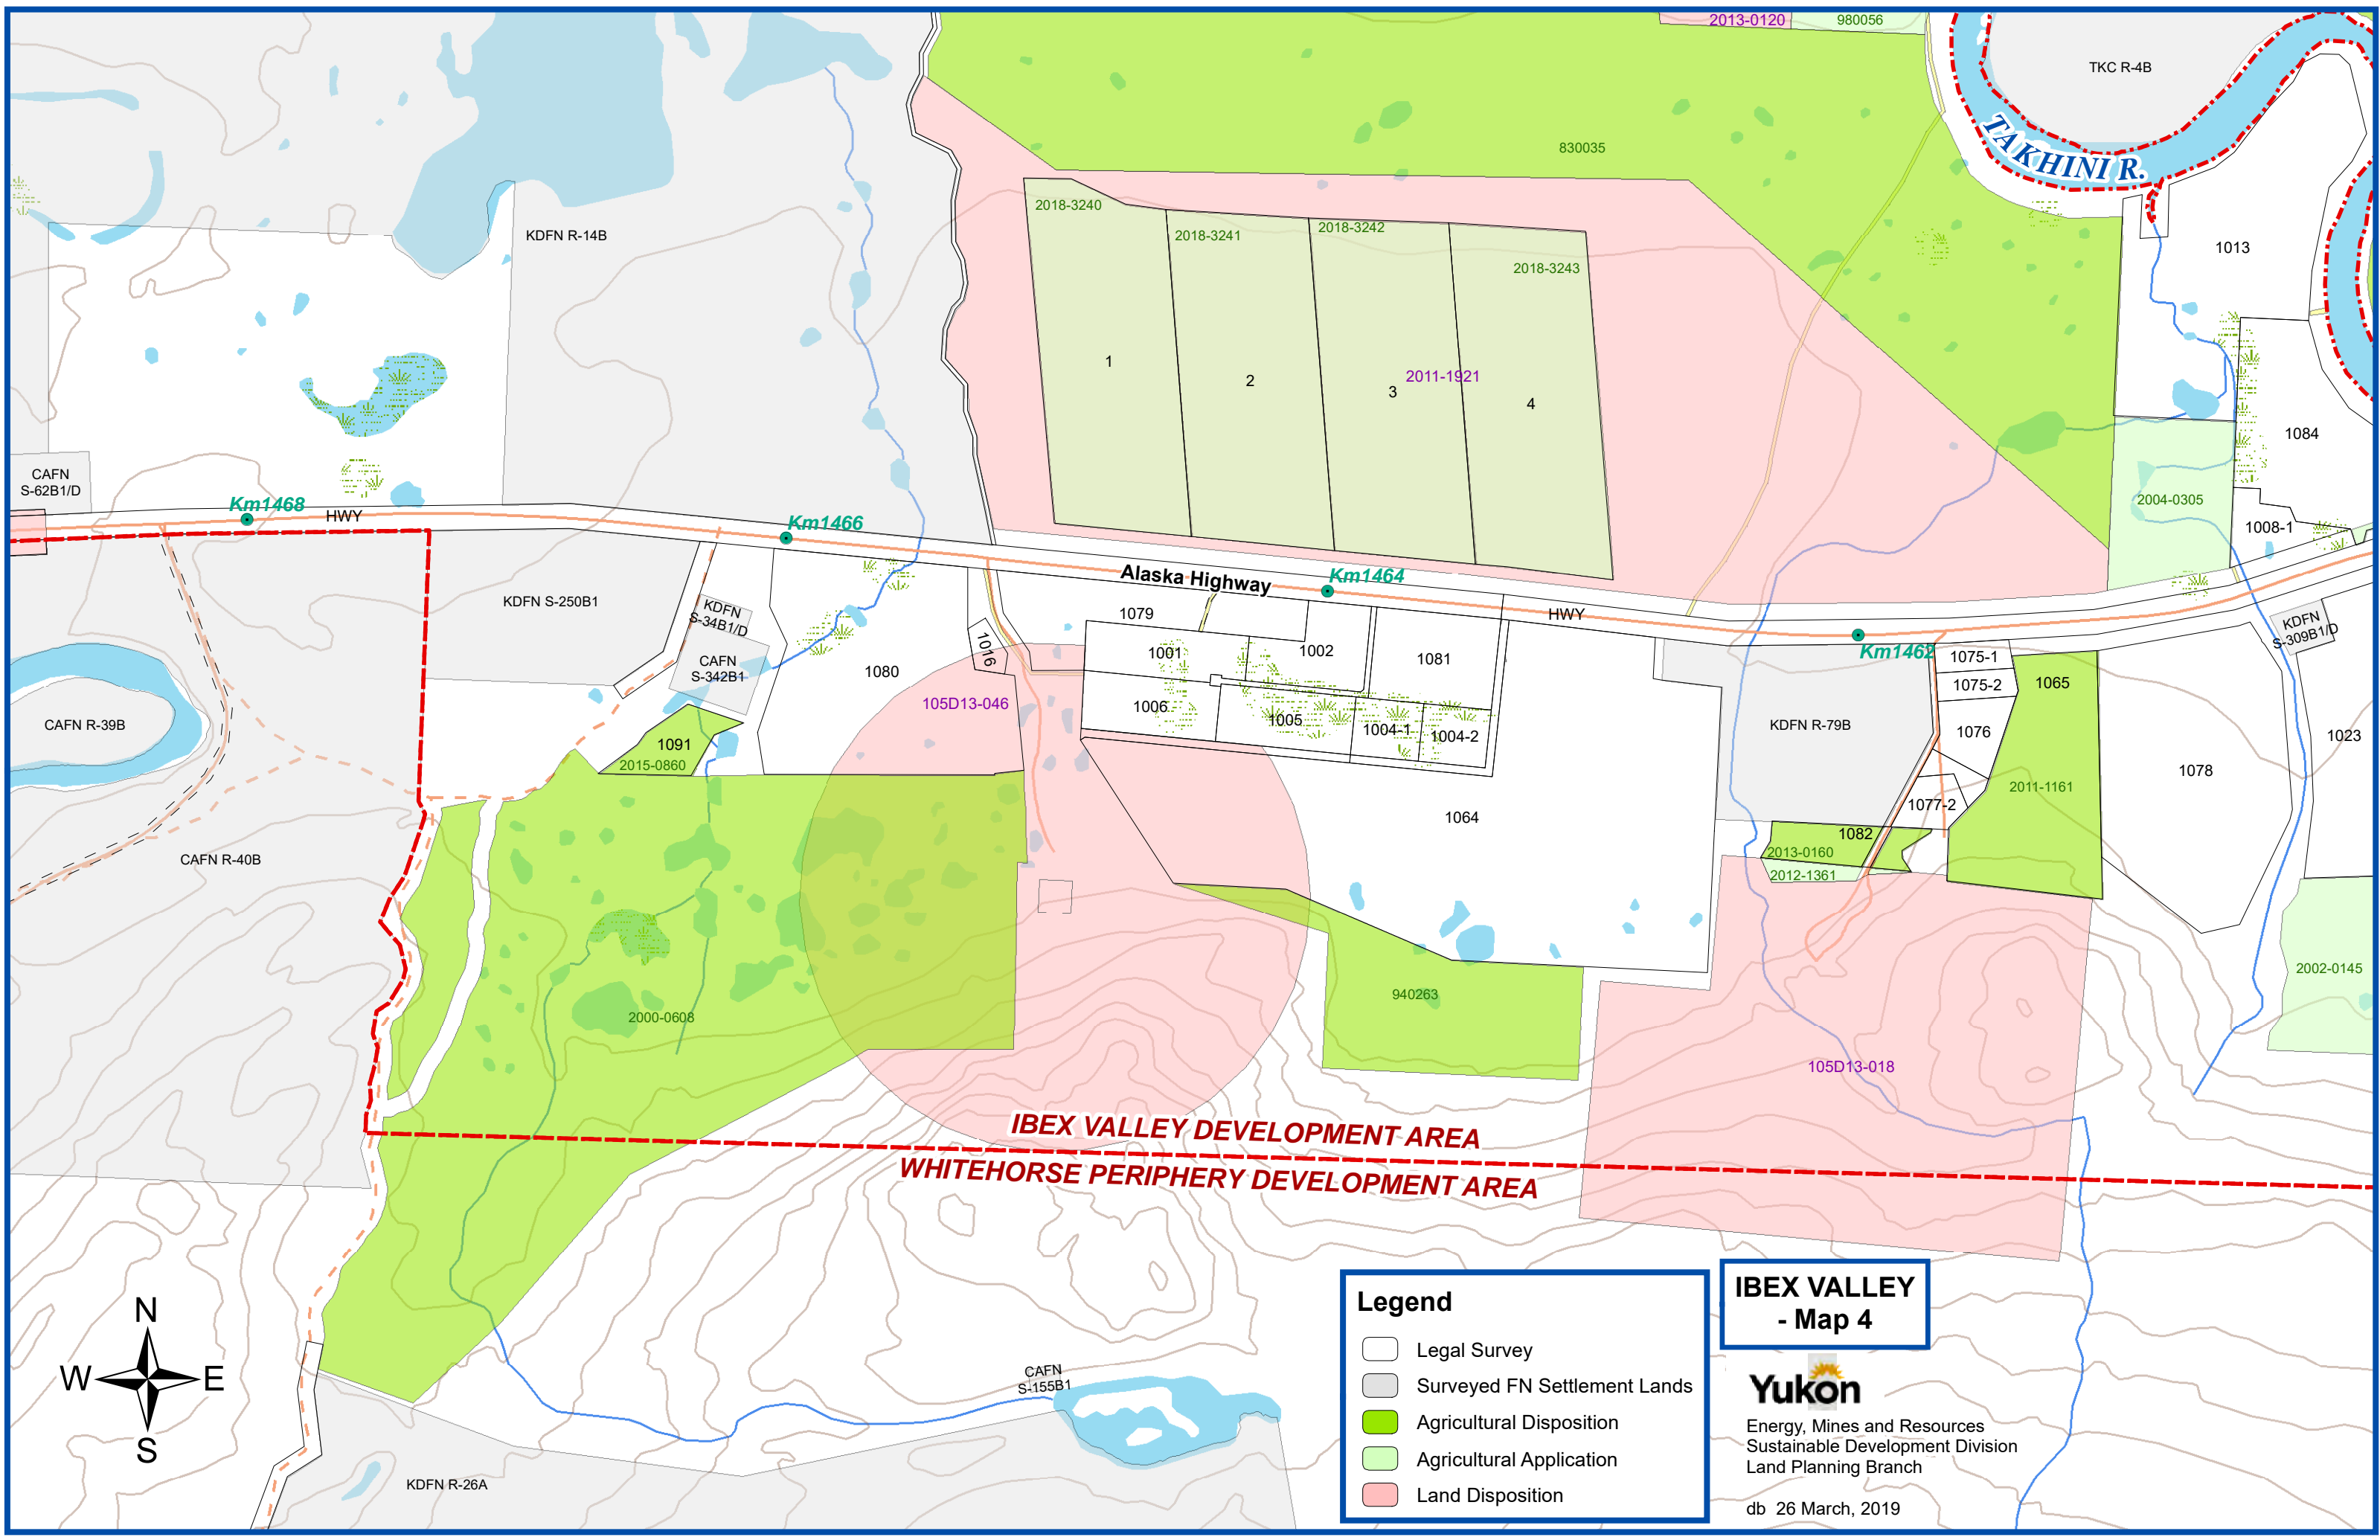 2013-0120
980056
TKC R-4B
TAKHINI R.
830035
2018-3240
2018-3241
2018-3242
2018-3243
KDFN R-14B
1013
1
2
3
2011-1921
4
1084
CAFN
S-62B1/D
2004-0305
Km1468
HWY
Km1466
1008-1
Alaska Highway
Km1464
HWY
KDFN S-250B1
KDFN
S-34B1/D
1079
KDFN
S-309B1/D
1016
1001
1002
1081
Km1462
1075-1
CAFN
S-342B1
1080
1075-2
1065
105D13-046
1006
1005
1004-1
1004-2
KDFN R-79B
1076
1023
CAFN R-39B
1091
2015-0860
1078
2011-1161
1077-2
1064
1082
CAFN R-40B
2013-0160
2012-1361
940263
2002-0145
2000-0608
105D13-018
IBEX VALLEY DEVELOPMENT AREA
WHITEHORSE PERIPHERY DEVELOPMENT AREA
CAFN
S-155B1
KDFN R-26A
N
W
E
S
Legend
Legal Survey
Surveyed FN Settlement Lands
Agricultural Disposition
Agricultural Application
Land Disposition
IBEX VALLEY
- Map 4
Yukon
Energy, Mines and Resources
Sustainable Development Division
Land Planning Branch
db 26 March, 2019